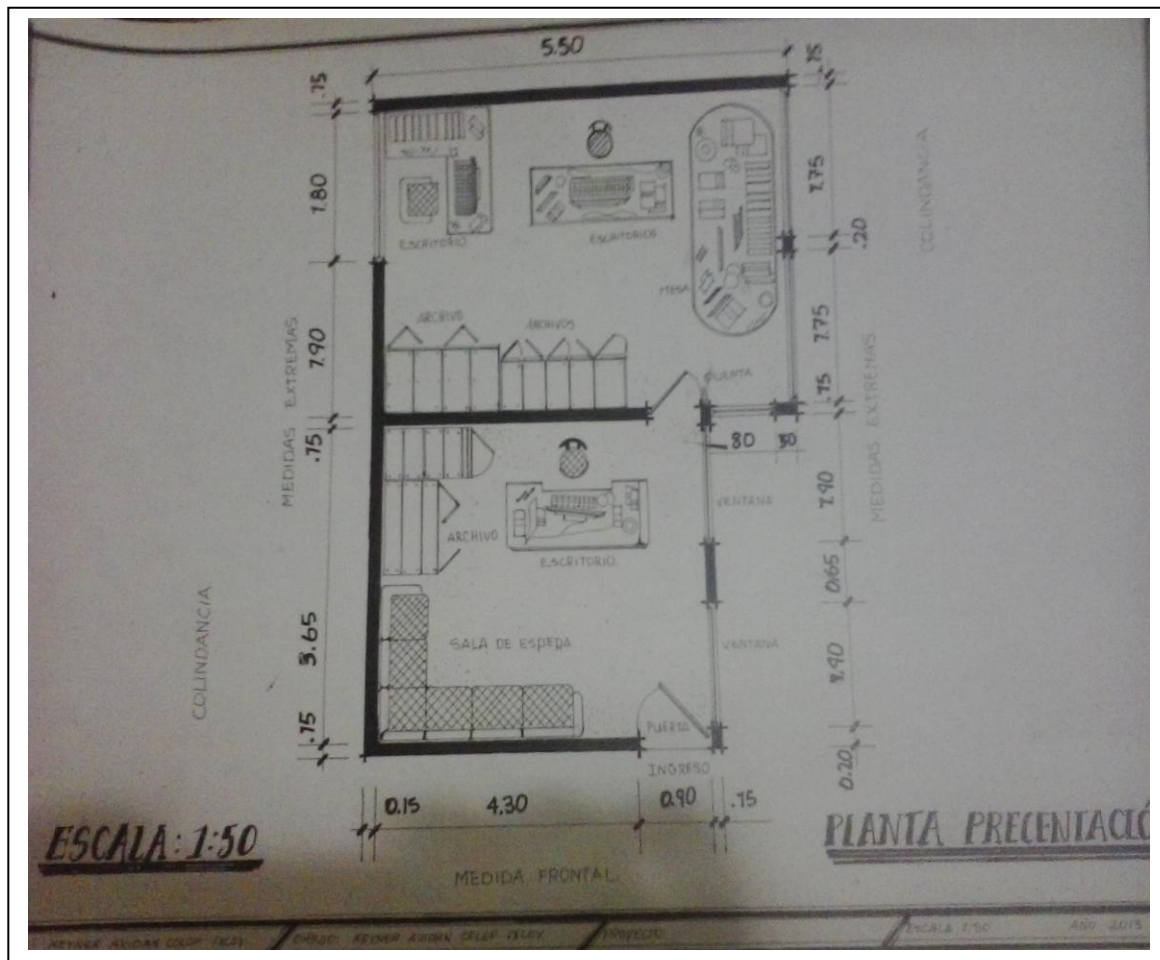 5.50
.15
.15
1.80
1.75
.20
COLINDANCIA
ESCRITORIO
ESCRITORIOS
MESA
ARCHIVO
ARCHIVOS
MEDIDAS EXTREMAS
1.90
1.75
PUERTA
.15
MEDIDAS EXTRENAS
.15
80
1.90
VENTANA
ARCHIVO
ESCRITORIO
0.65
COLINDANCIA
3.65
SALA DE ESPEDA
VENTANA
1.90
.15
PUERTA
INGRESO
0.20
0.15
4.30
0.90
.15
ESCALA: 1:50
PLANTA PRECENTACIÓ
MEDIDA FRONTAL
ESCALA 1:50
AÑO 2013